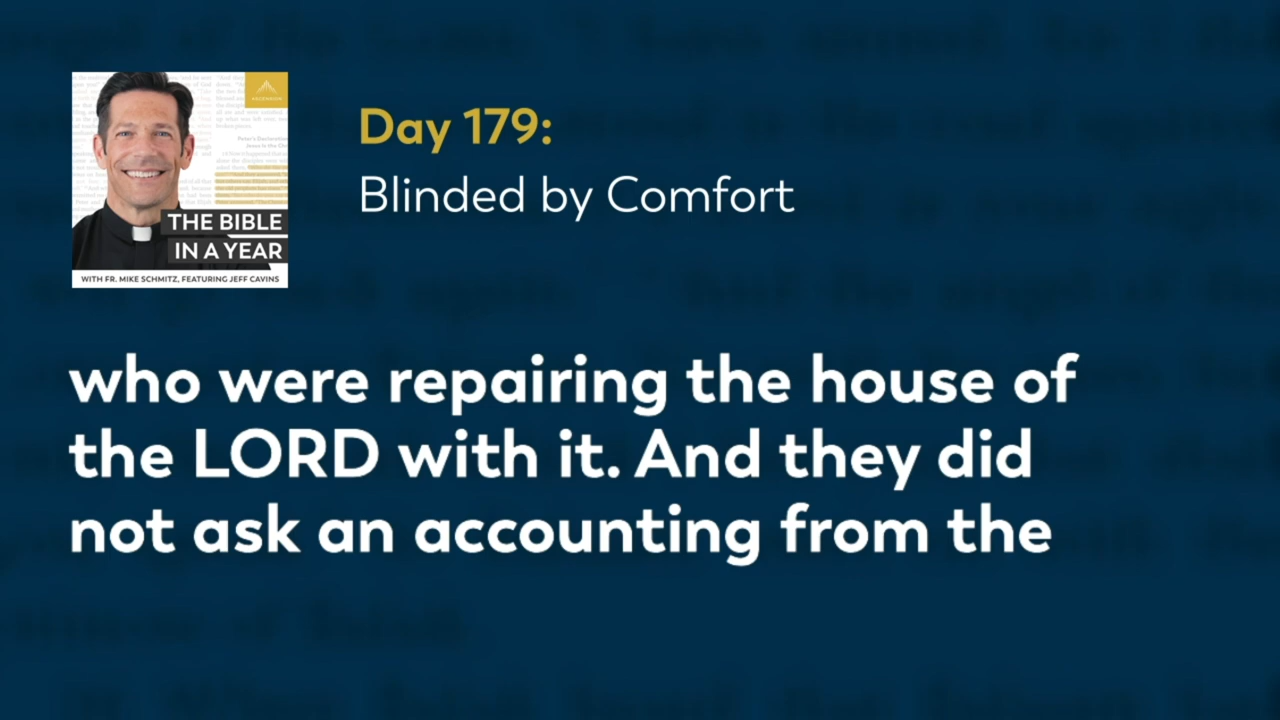 ASCENSION
THE BIBLE
IN A YEAR
WITH FR. MIKE SCHMITZ, FEATURING JEFF CAVINS
Day 179:
Blinded by Comfort
who were repairing the house of
the LORD with it. And they did
not ask an accounting from the